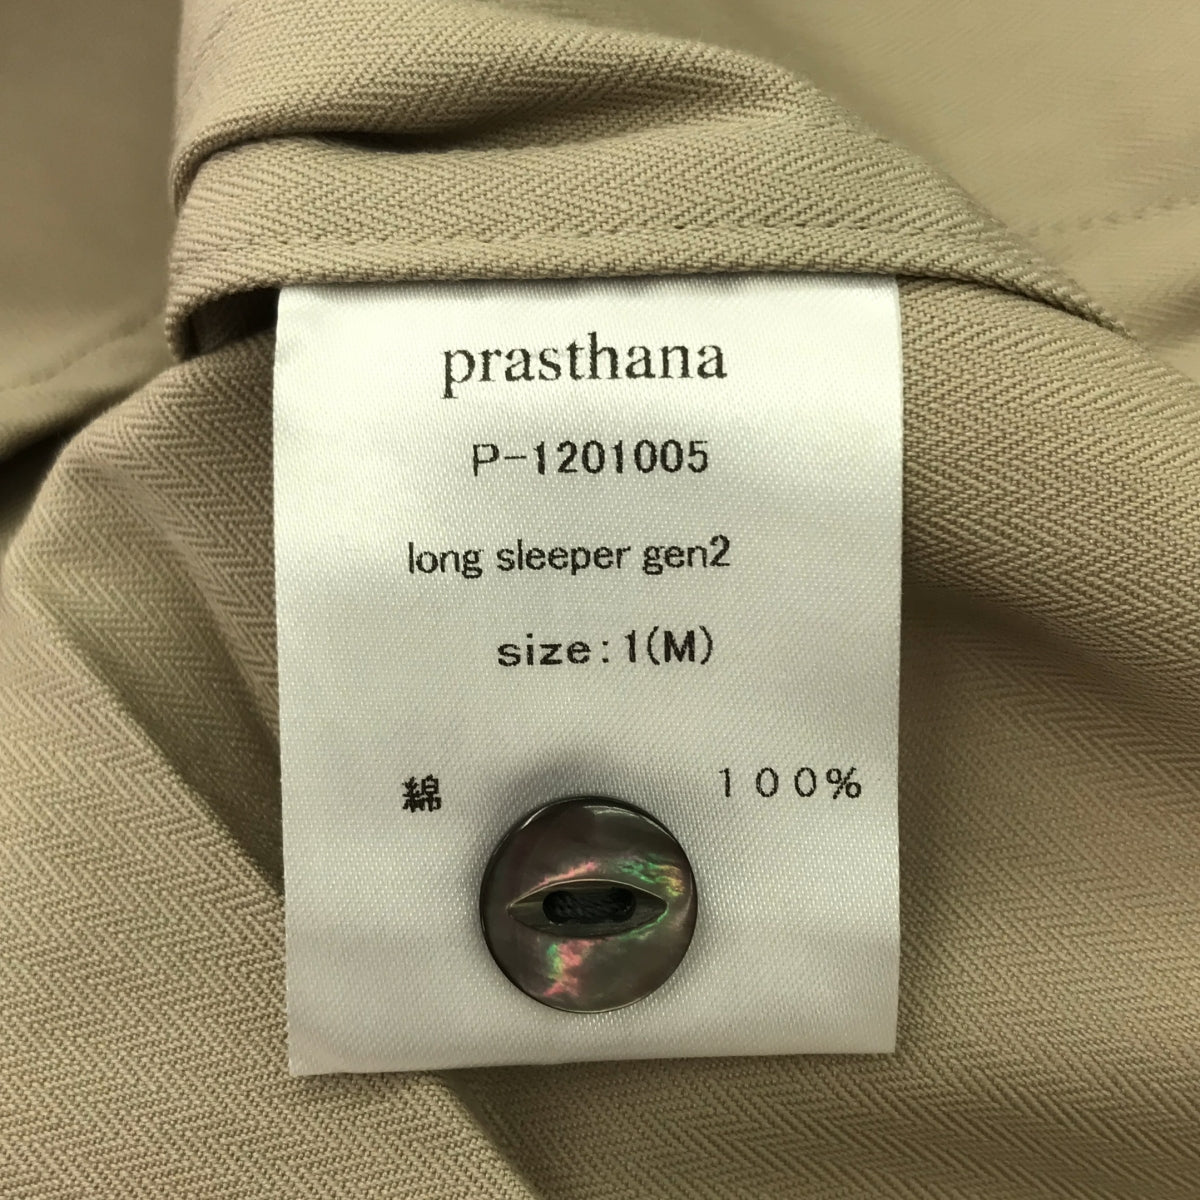 prasthana
P-1201005
long sleeper gen2
size:1(M)
綿 100%